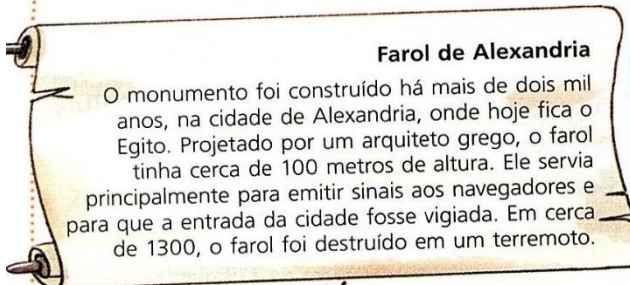 Farol de Alexandria
O monumento foi construído há mais de dois mil
anos, na cidade de Alexandria, onde hoje fica o
Egito. Projetado por um arquiteto grego, o farol
tinha cerca de 100 metros de altura. Ele servia
principalmente para emitir sinais aos navegadores e
para que a entrada da cidade fosse vigiada. Em cerca
de 1300, o farol foi destruído em um terremoto.